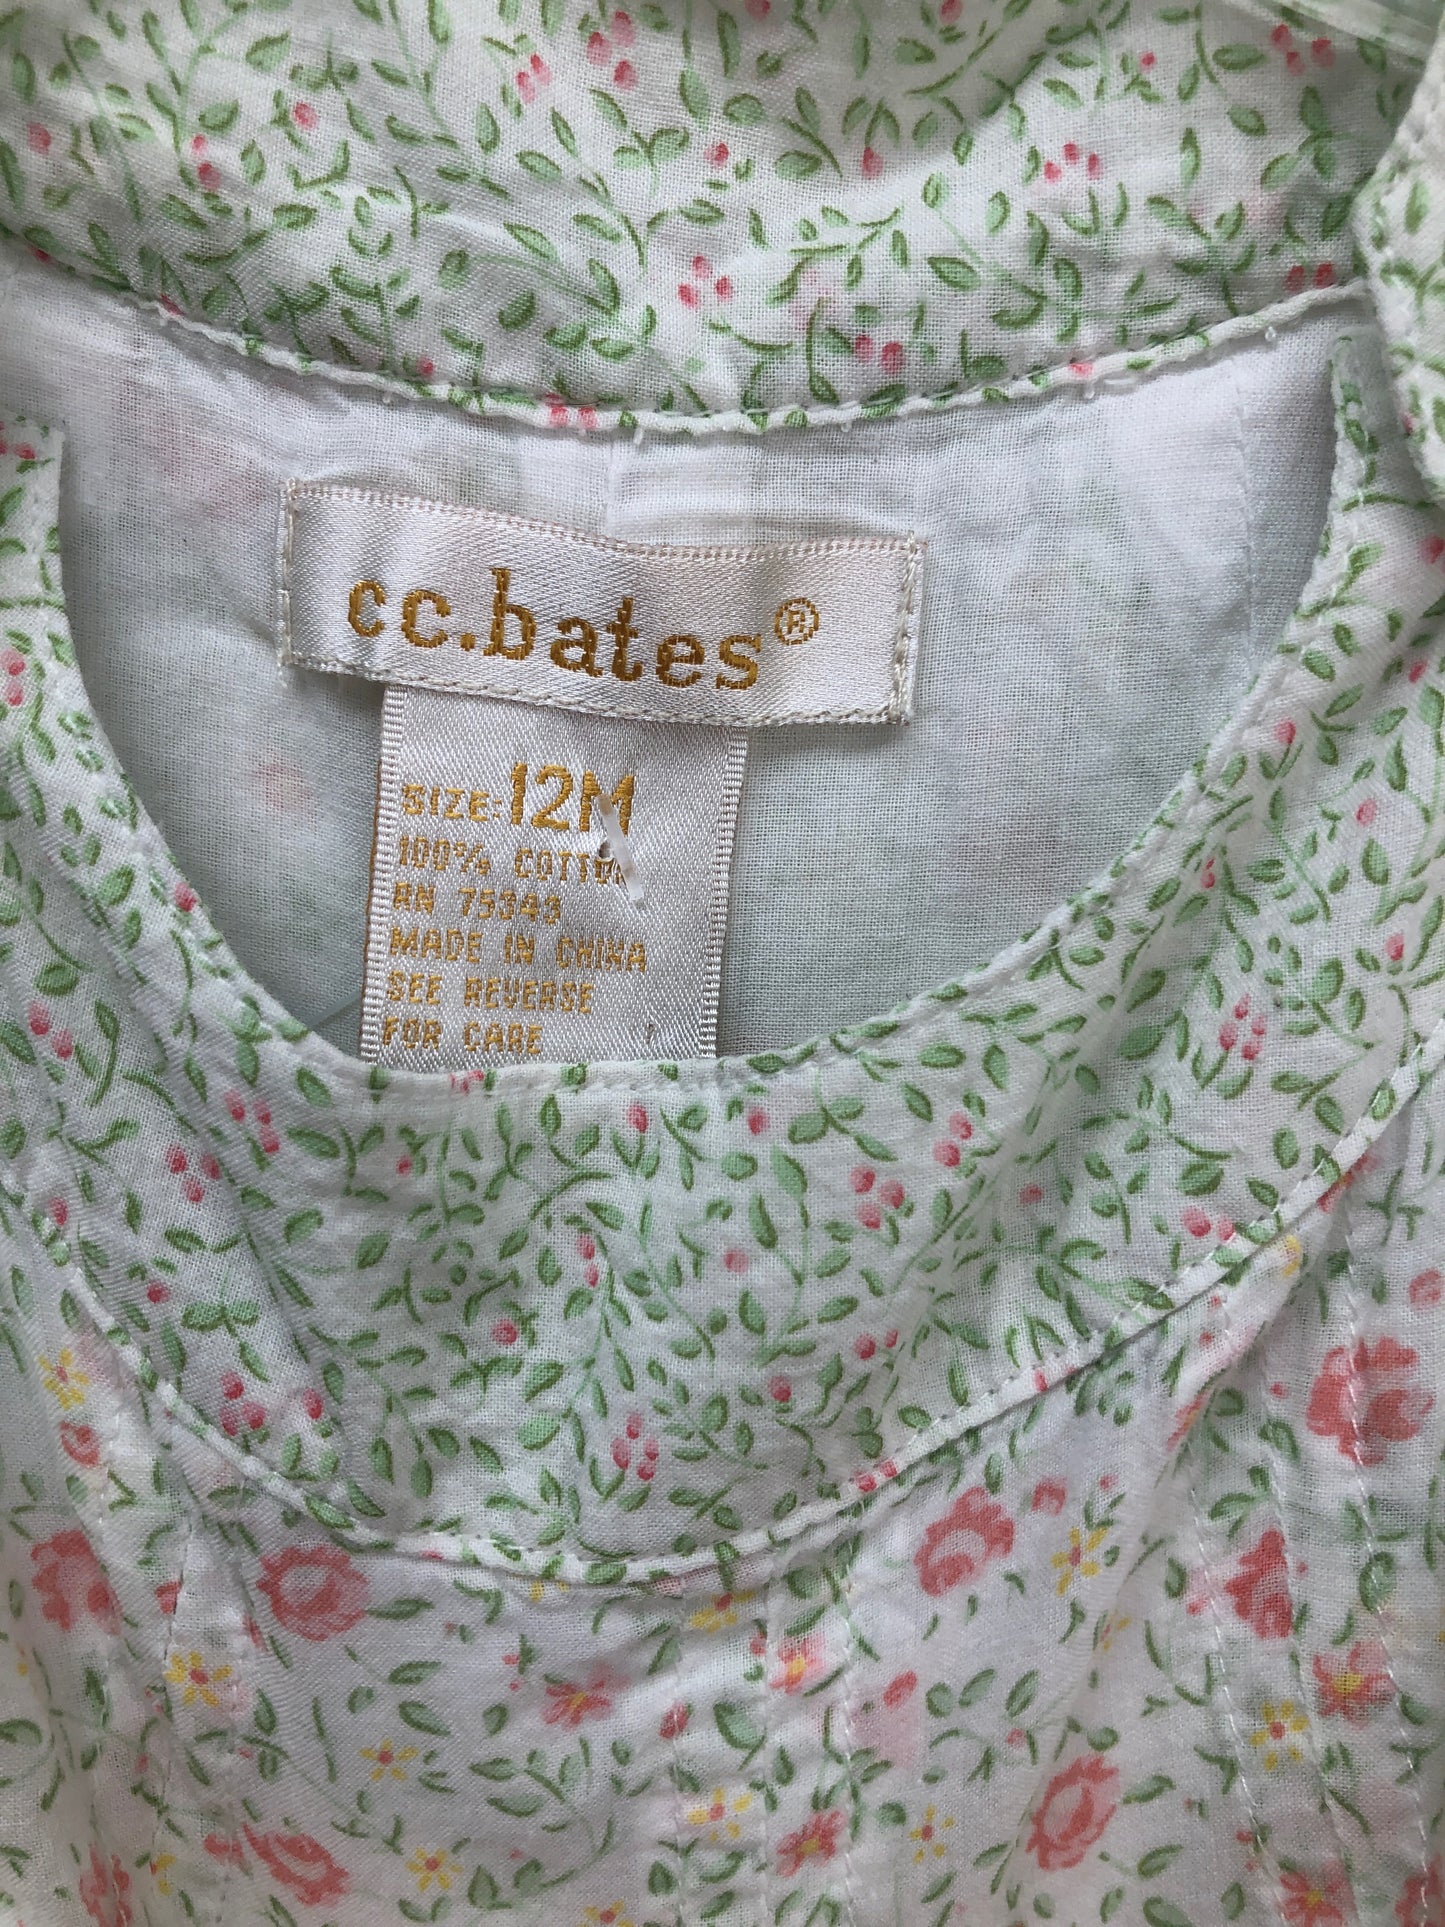 cc.bates®
SIZE: 12M
100% COTTON
RN 75343
MADE IN CHINA
SEE REVERSE
FOR CARE